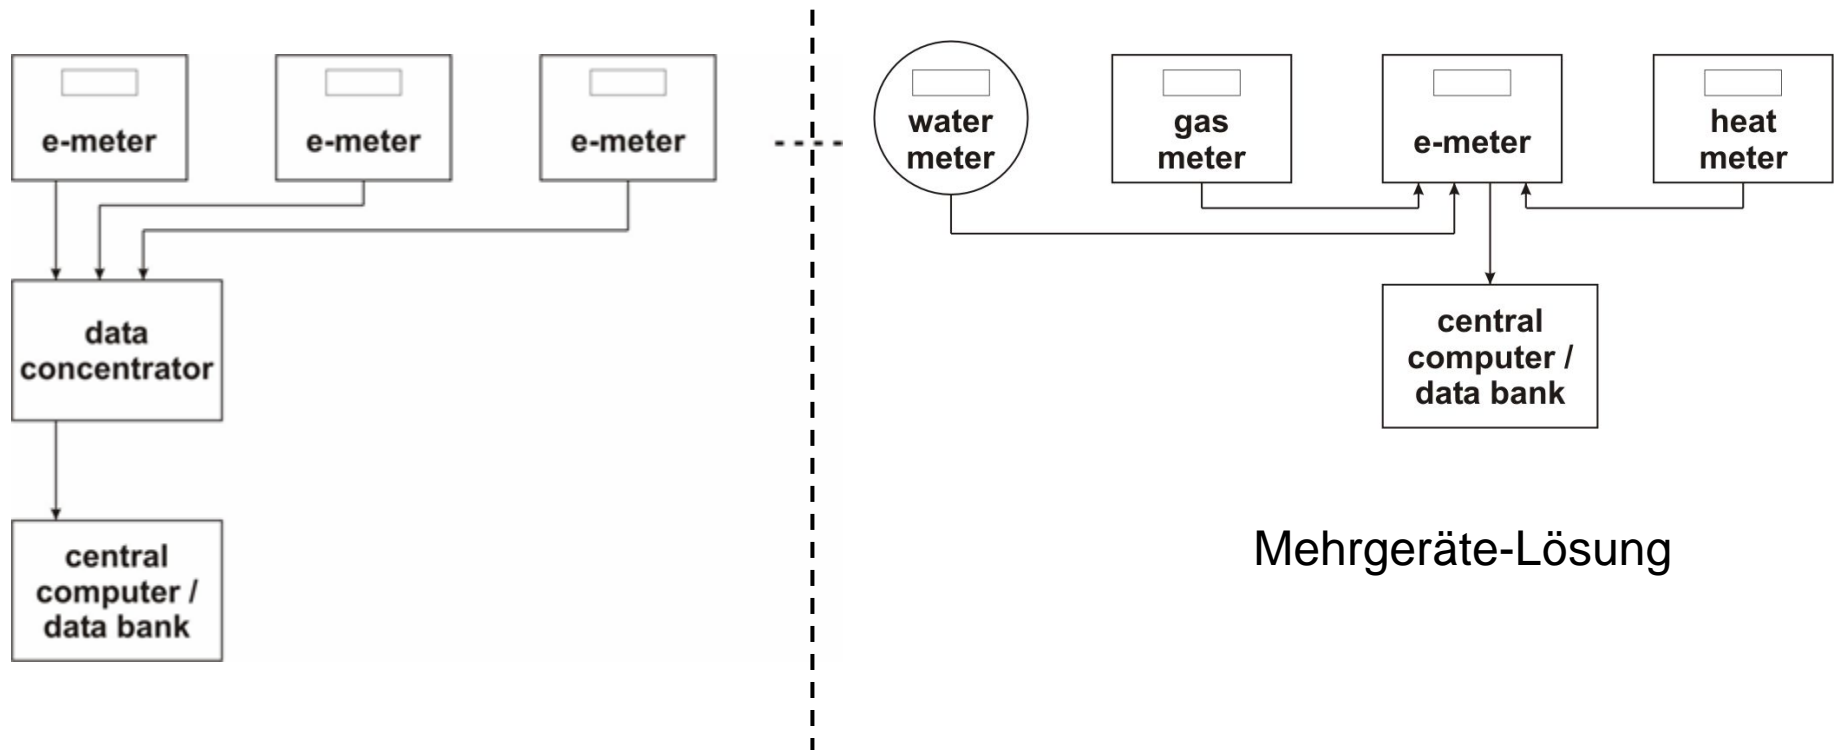 e-meter
e-meter
e-meter
data
concentrator
central
computer /
data bank
water
meter
gas
meter
e-meter
heat
meter
central
computer /
data bank
Mehrgeräte-Lösung